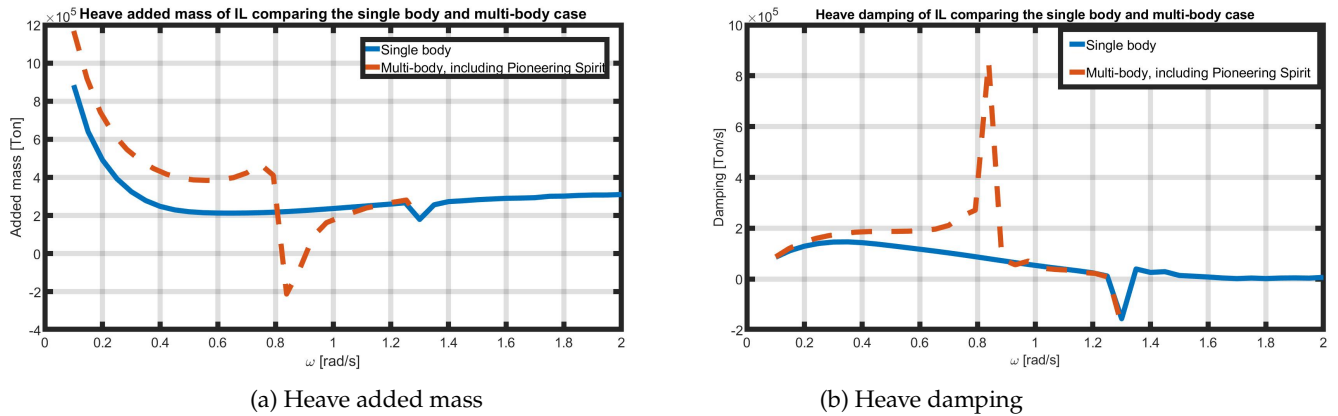 Heave added mass of IL comparing the single body and multi-body case
×10⁵
12
10
8
6
4
2
0
-2
-4
Added mass [Ton]
Single body
Multi-body, including Pioneering Spirit
0 0.2 0.4 0.6 0.8 1 1.2 1.4 1.6 1.8 2
ω [rad/s]
(a) Heave added mass
Heave damping of IL comparing the single body and multi-body case
×10⁵
10
8
6
4
2
0
-2
Damping [Ton/s]
Single body
Multi-body, including Pioneering Spirit
0 0.2 0.4 0.6 0.8 1 1.2 1.4 1.6 1.8 2
ω [rad/s]
(b) Heave damping